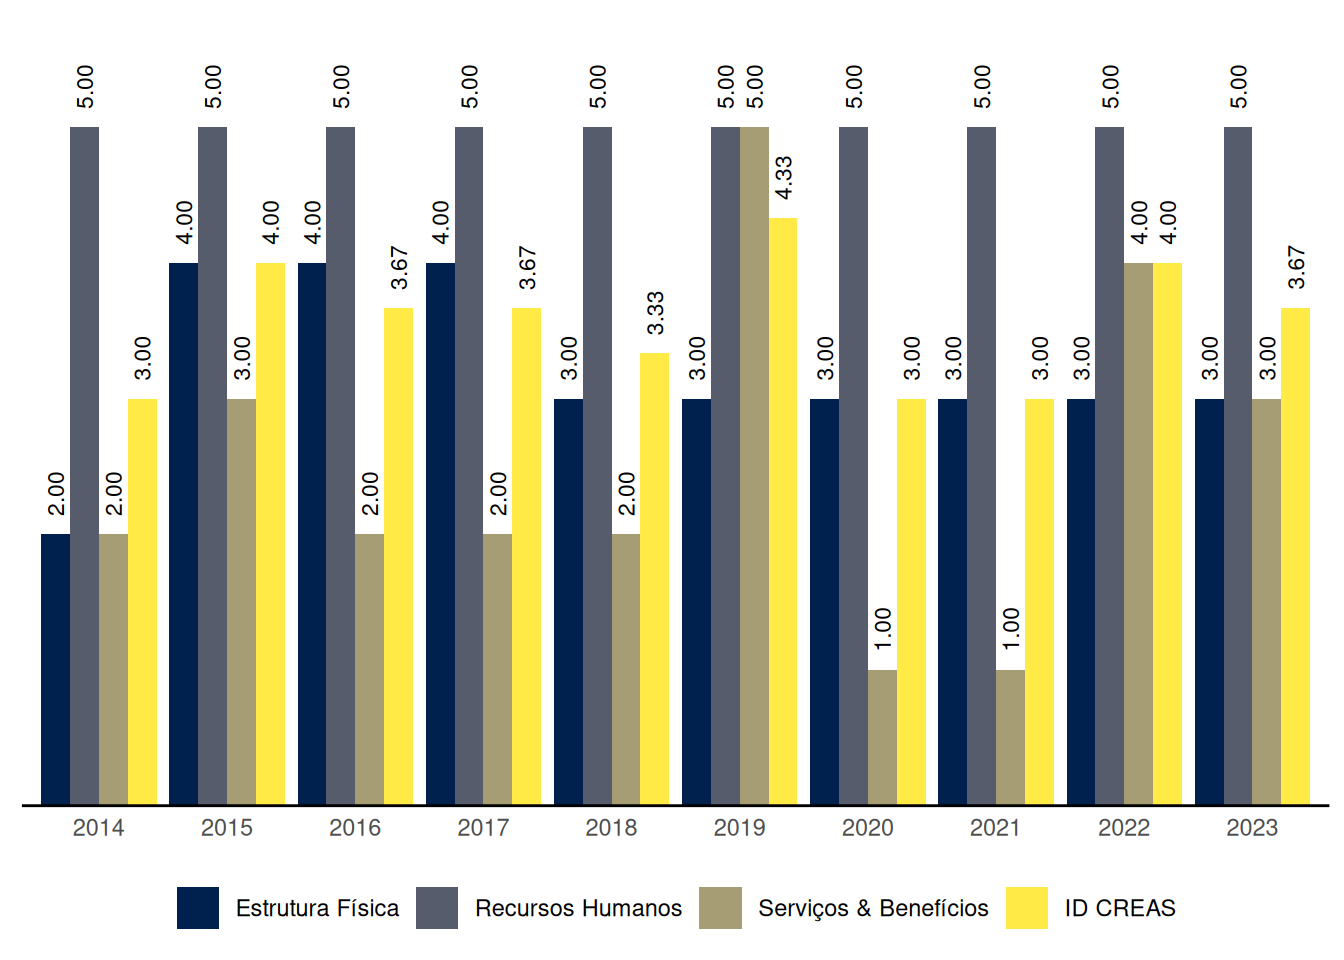 5.00 5.00 5.00 5.00 5.00 5.00 5.00 5.00 5.00 5.00 5.00
4.33
4.00 4.00 4.00 4.00 4.00 4.00
3.67 3.67 3.67
3.33
3.00 3.00 3.00 3.00 3.00 3.00 3.00 3.00 3.00 3.00 3.00
2.00 2.00 2.00 2.00 2.00
1.00 1.00
2014 2015 2016 2017 2018 2019 2020 2021 2022 2023
Estrutura Física Recursos Humanos Serviços & Benefícios ID CREAS